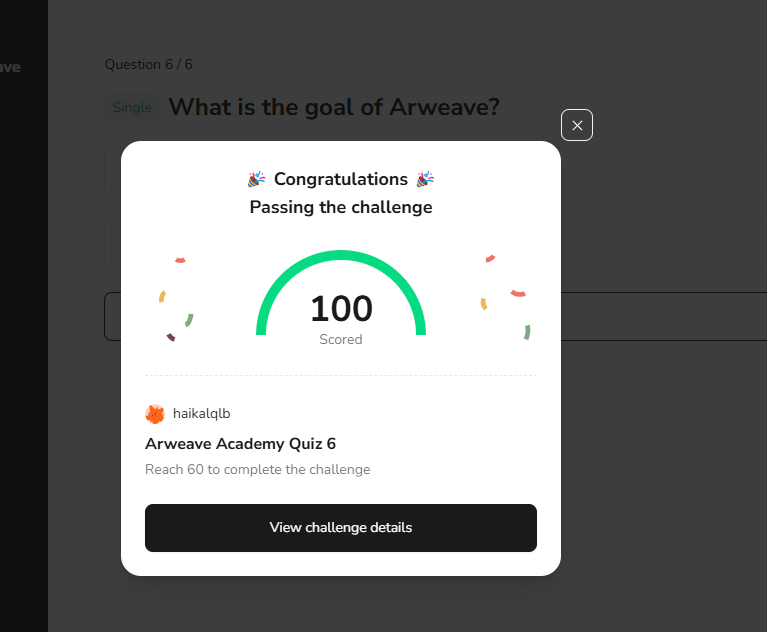 ave
Question 6 / 6
Single What is the goal of Arweave?
🎉 Congratulations 🎉
Passing the challenge
100
Scored
haikalqlb
Arweave Academy Quiz 6
Reach 60 to complete the challenge
View challenge details